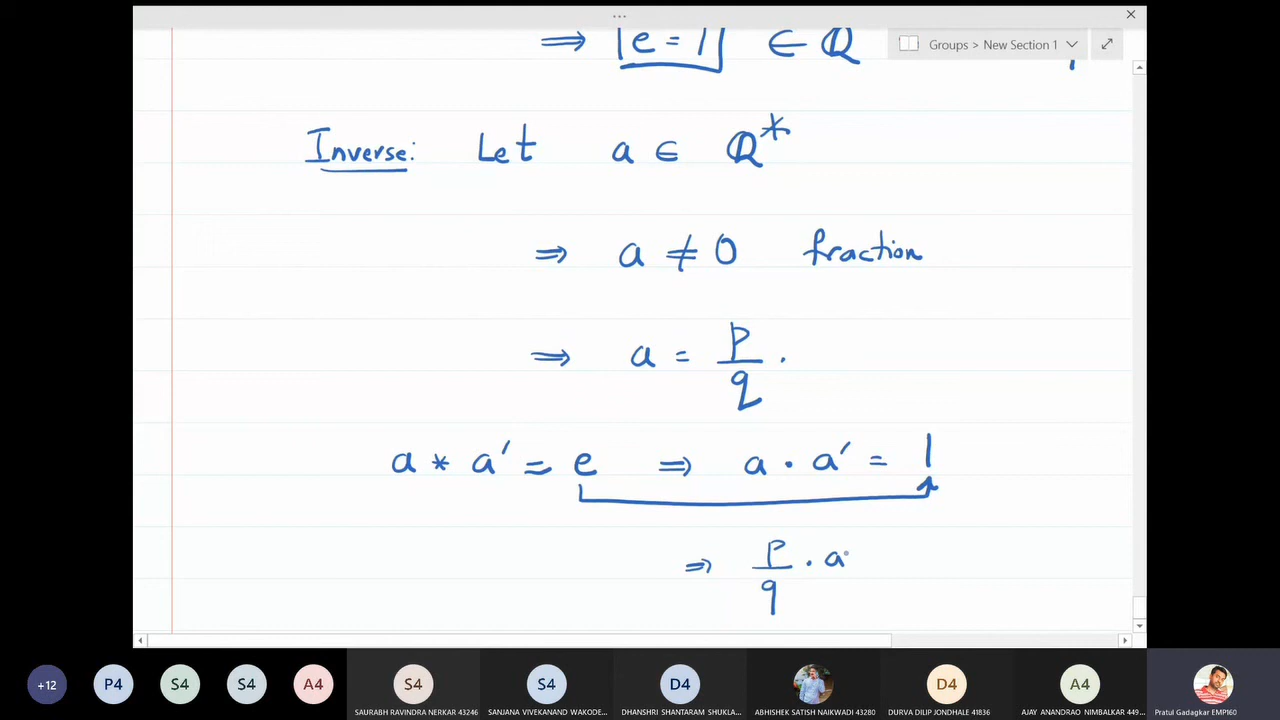 ⇒ e = 1 ∈ ℚ
Groups > New Section 1
Inverse: Let a ∈ ℚ*
⇒ a ≠ 0 fraction
⇒ a = p/q .
a * a' = e ⇒ a . a' = 1
⇒ p/q . a
+12 P4 S4 S4 A4 S4 S4 D4 D4 A4
SAURABH RAVINDRA NERKAR 43246 SANJANA VIVEKANAND WAKODE... DHANSHRI SHANTARAM SHUKLA... ABHISHEK SATISH NAIKWADI 43280 DURVA DILIP JONDHALE 41836 AJAY ANANDRAO NIMBALKAR 449... Pratul Gadagkar EMP160